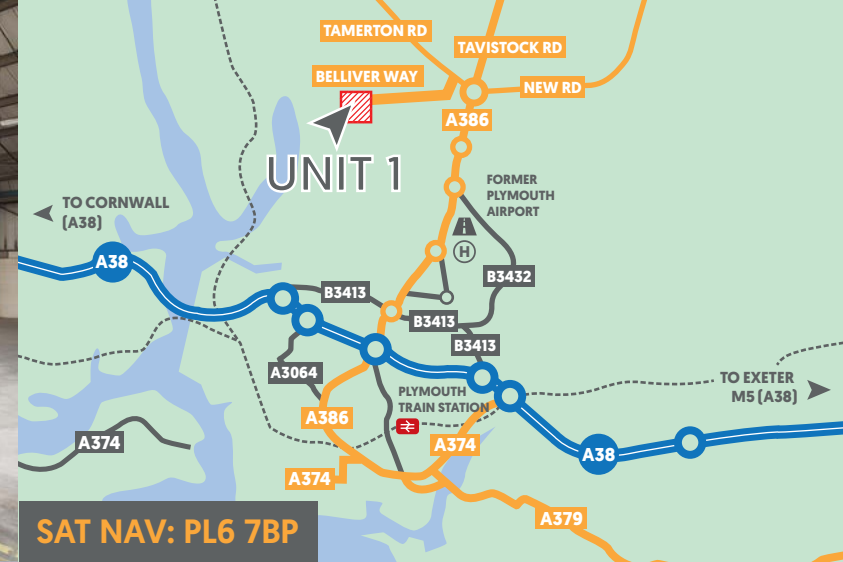 TAMERTON RD
TAVISTOCK RD
BELLIVER WAY
NEW RD
A386
UNIT 1
FORMER
PLYMOUTH
AIRPORT
H
TO CORNWALL
(A38)
A38
B3432
B3413
B3413
B3413
A3064
TO EXETER
M5 (A38)
PLYMOUTH
TRAIN STATION
A386
A374
A374
A38
A374
A379
SAT NAV: PL6 7BP